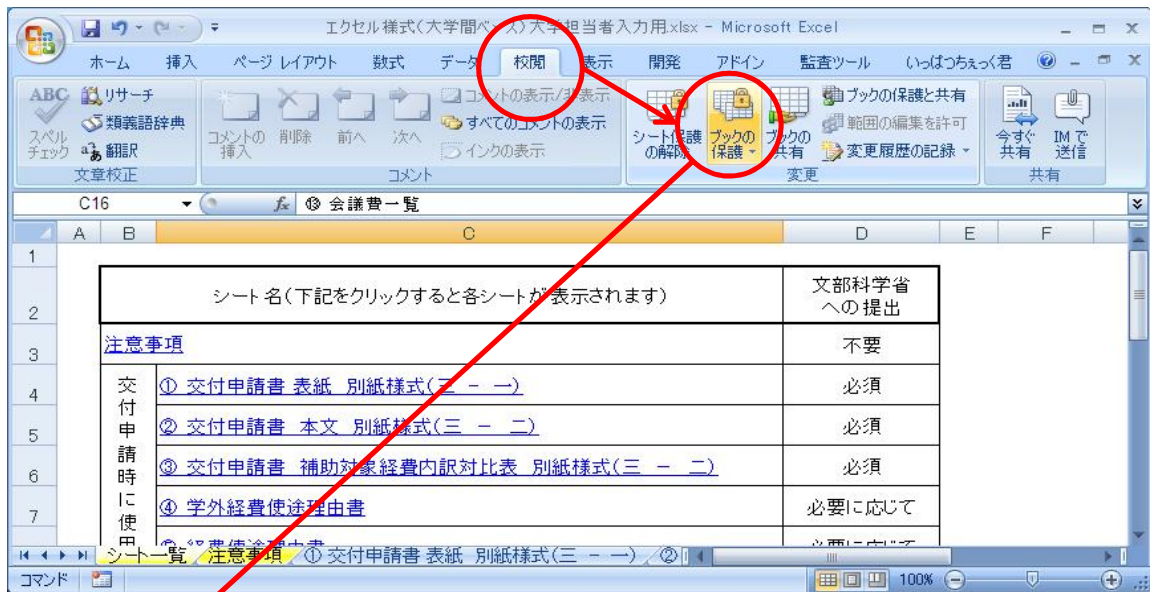 エクセル様式(大学間ベース)大学担当者入力用.xlsx - Microsoft Excel
ホーム 挿入 ページ レイアウト 数式 データ 校閲 表示 開発 アドイン 監査ツール いっぱつちぇっく君
ABC
スペル
チェック
リサーチ
類義語辞典
翻訳
文章校正
コメントの
挿入
削除 前へ 次へ
コメントの表示/非表示
すべてのコメントの表示
インクの表示
コメント
シート保護
の解除
ブックの
保護
ブックの
共有
ブックの保護と共有
範囲の編集を許可
変更履歴の記録
変更
今すぐ
共有
IM で
送信
共有
C16 fx ⑬ 会議費一覧
A B C D E F
1
2 シート名(下記をクリックすると各シートが表示されます) 文部科学省
への提出
3 注意事項 不要
交付申請時に使用
4 ① 交付申請書 表紙 別紙様式(三 - 一) 必須
5 ② 交付申請書 本文 別紙様式(三 - 二) 必須
6 ③ 交付申請書 補助対象経費内訳対比表 別紙様式(三 - 二) 必須
7 ④ 学外経費使途理由書 必要に応じて
シート一覧 注意事項 ① 交付申請書 表紙 別紙様式(三 - 一) ②
コマンド 100%